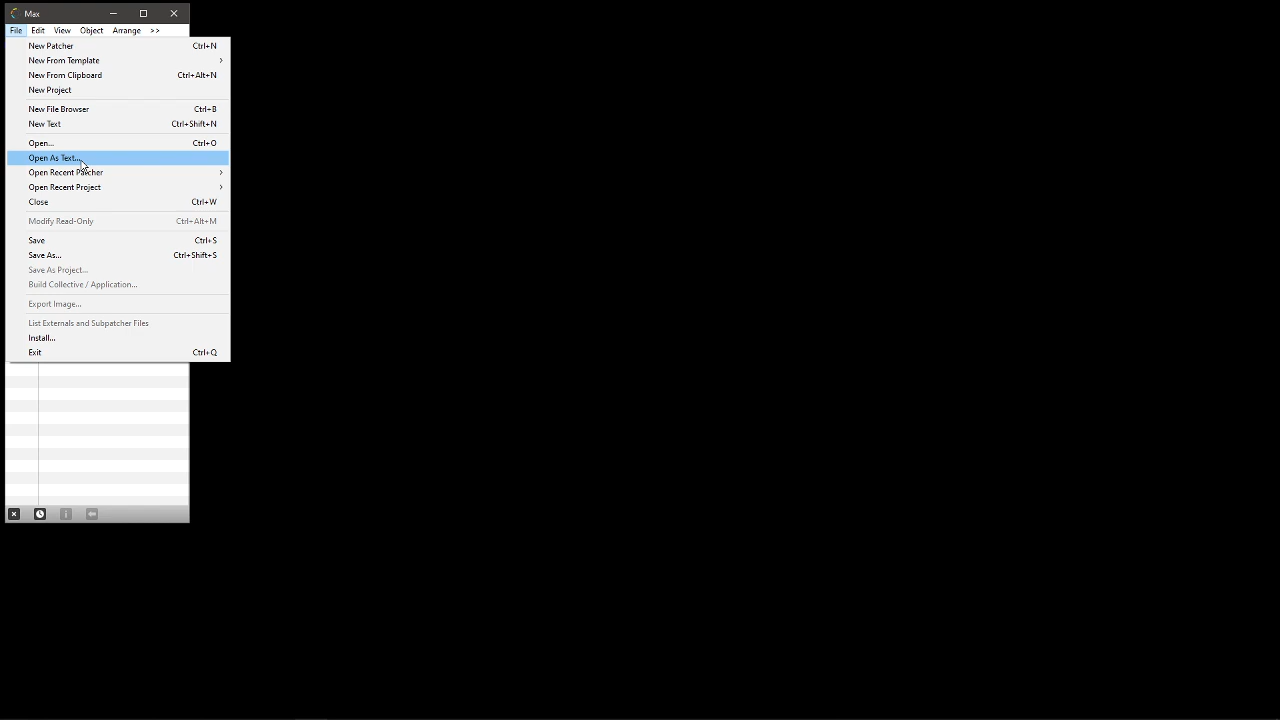 Max
File Edit View Object Arrange >>
New Patcher Ctrl+N
New From Template
New From Clipboard Ctrl+Alt+N
New Project
New File Browser Ctrl+B
New Text Ctrl+Shift+N
Open... Ctrl+O
Open As Text...
Open Recent Patcher
Open Recent Project
Close Ctrl+W
Modify Read-Only Ctrl+Alt+M
Save Ctrl+S
Save As... Ctrl+Shift+S
Save As Project...
Build Collective / Application...
Export Image...
List Externals and Subpatcher Files
Install...
Exit Ctrl+Q